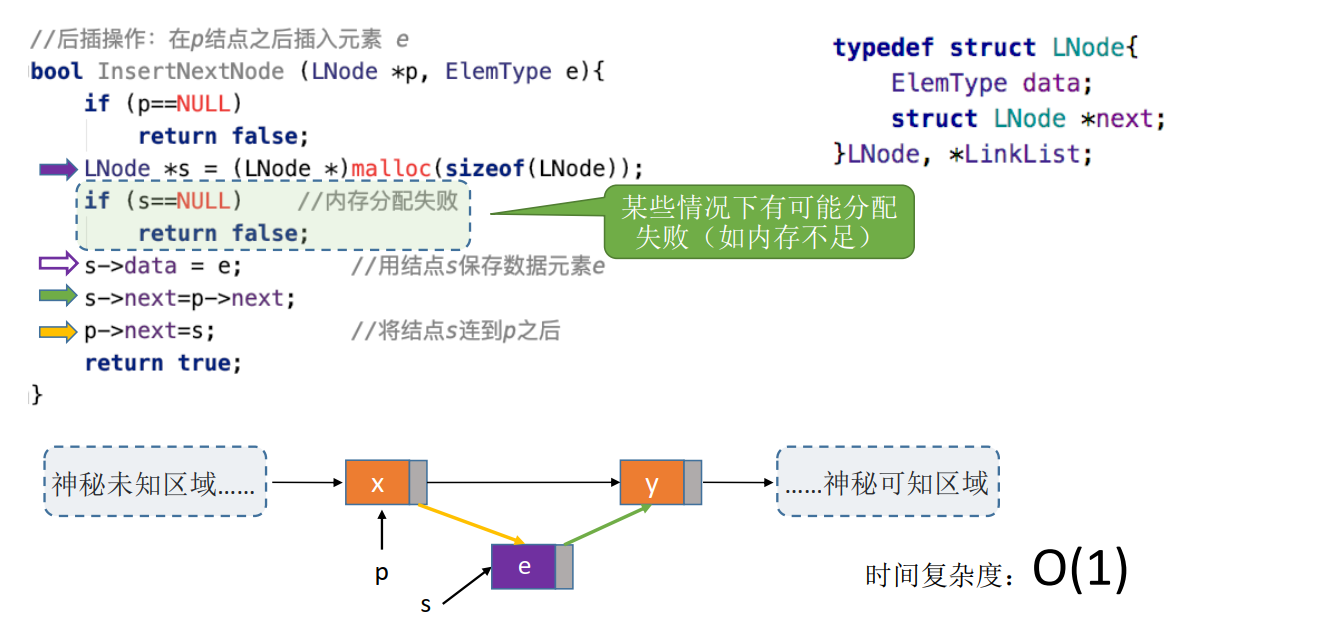 //后插操作：在p结点之后插入元素 e
bool InsertNextNode (LNode *p, ElemType e){
if (p==NULL)
return false;
LNode *s = (LNode *)malloc(sizeof(LNode));
if (s==NULL) //内存分配失败
return false;
s->data = e; //用结点s保存数据元素e
s->next=p->next;
p->next=s; //将结点s连到p之后
return true;
}
typedef struct LNode{
ElemType data;
struct LNode *next;
}LNode, *LinkList;
某些情况下有可能分配
失败（如内存不足）
神秘未知区域......
x
y
......神秘可知区域
p
e
s
时间复杂度：O(1)